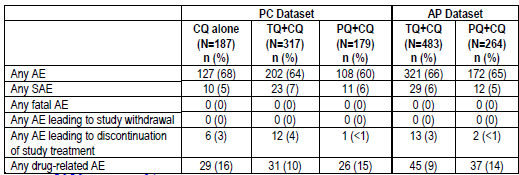 PC Dataset AP Dataset
CQ alone TQ+CQ PQ+CQ TQ+CQ PQ+CQ
(N=187) (N=317) (N=179) (N=483) (N=264)
n (%) n (%) n (%) n (%) n (%)
Any AE 127 (68) 202 (64) 108 (60) 321 (66) 172 (65)
Any SAE 10 (5) 23 (7) 11 (6) 29 (6) 12 (5)
Any fatal AE 0 (0) 0 (0) 0 (0) 0 (0) 0 (0)
Any AE leading to study withdrawal 0 (0) 0 (0) 0 (0) 0 (0) 0 (0)
Any AE leading to discontinuation 6 (3) 12 (4) 1 (<1) 13 (3) 2 (<1)
of study treatment
Any drug-related AE 29 (16) 31 (10) 26 (15) 45 (9) 37 (14)